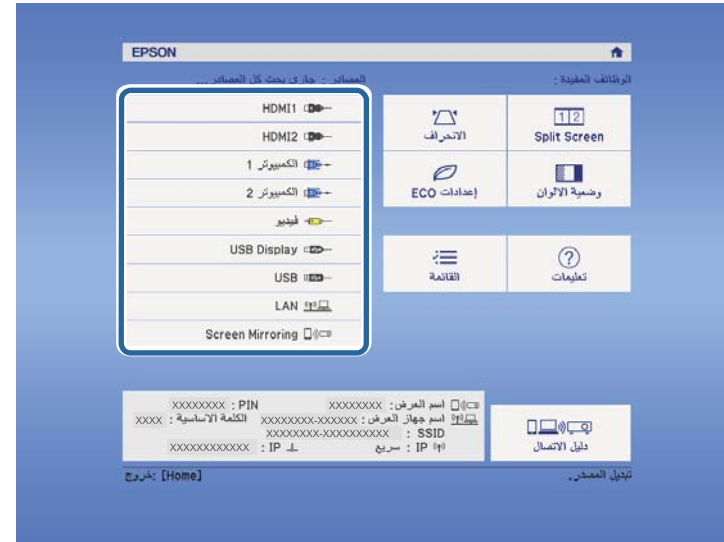 EPSON
الوظائف المفيدة :
المصادر : جاري بحث كل المصادر ...
HDMI1
HDMI2
الكمبيوتر 1
الكمبيوتر 2
فيديو
USB Display
USB
LAN
Screen Mirroring
الانحراف
1 2
Split Screen
إعدادات ECO
وضعية الالوان
القائمة
?
تعليمات
اسم العرض: XXXXXXXX PIN : XXXXXXXX
اسم جهاز العرض : XXXXXXXX-XXXXXX الكلمة الاساسية : XXXX
SSID : XXXXXXXX-XXXXXXXXXX
IP : سريع IP : XXXXXXXXXXXX
دليل الاتصال
تبديل المصدر.
[Home] :خروج